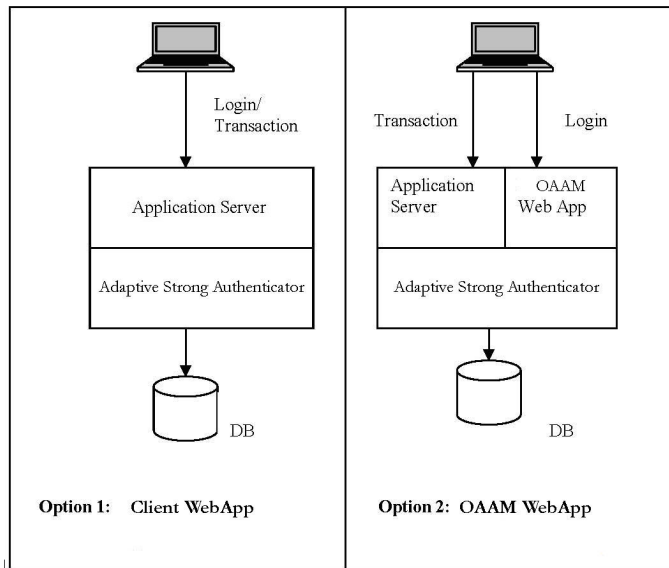 Login/
Transaction
Application Server
Adaptive Strong Authenticator
DB
Option 1: Client WebApp
Transaction
Login
Application
Server
OAAM
Web App
Adaptive Strong Authenticator
DB
Option 2: OAAM WebApp